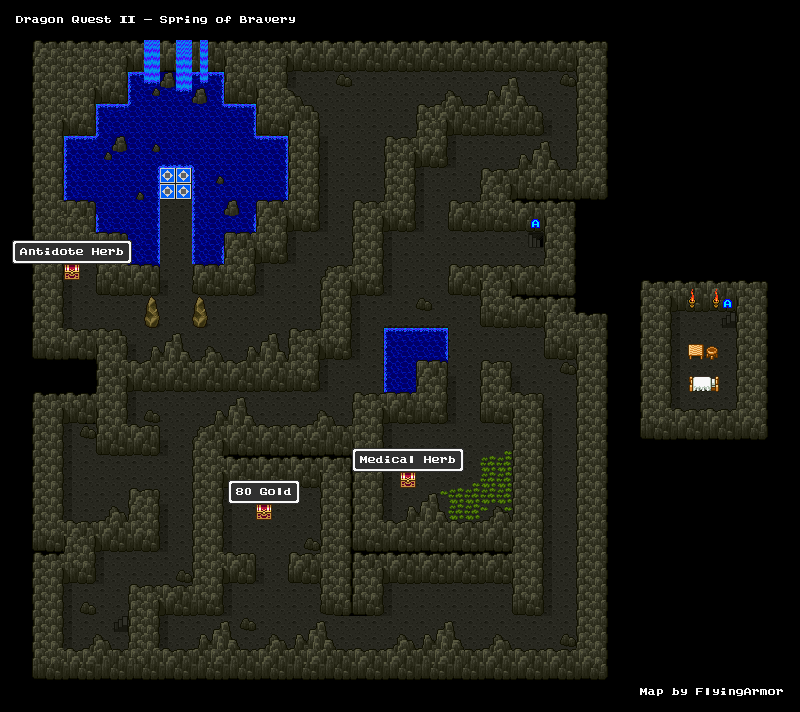 Dragon Quest II — Spring of Bravery
A
Antidote Herb
A
Medical Herb
80 Gold
Map by FlyingArmor